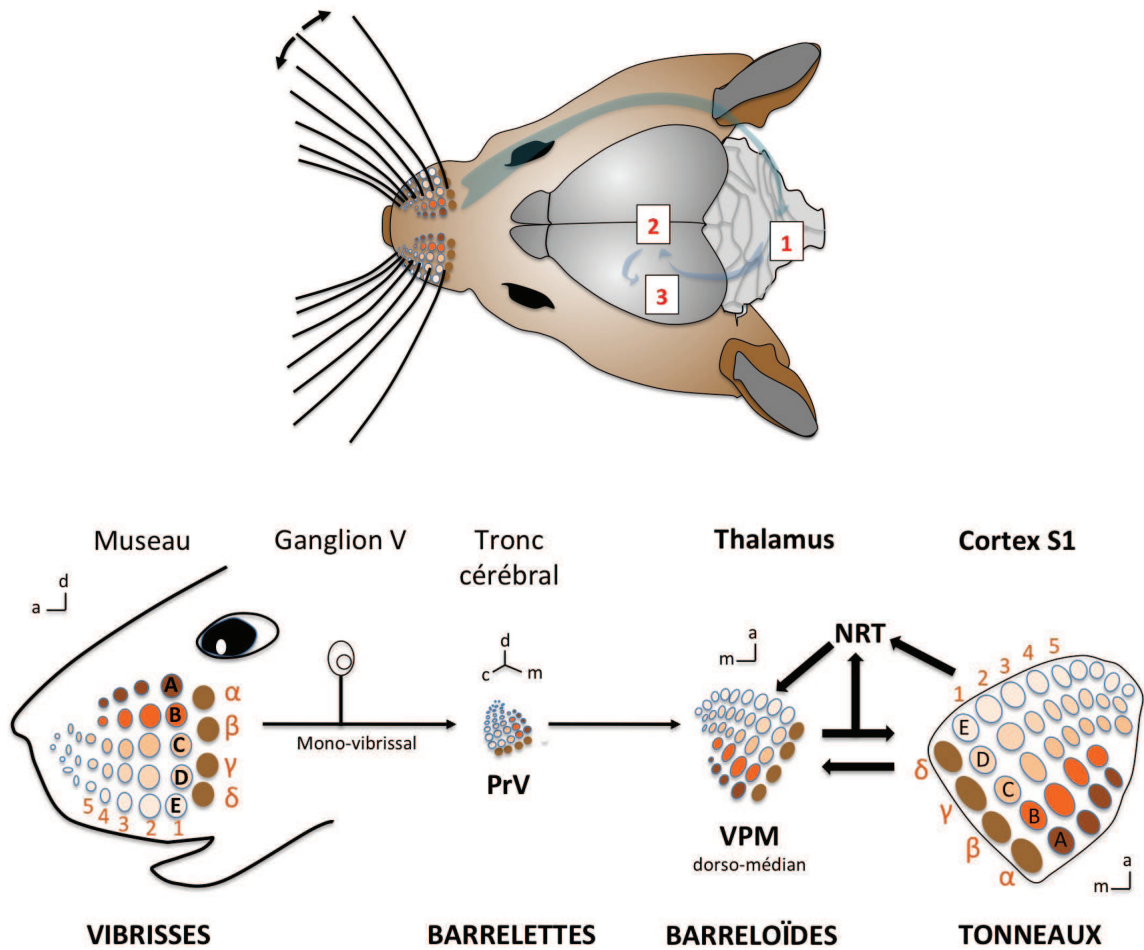 2
1
3
Museau
Ganglion V
Tronc
cérébral
Thalamus
Cortex S1
d
a
A
B
C
D
E
α
β
γ
δ
5
4
3
2
1
Mono-vibrissal
d
c
m
PrV
a
m
NRT
VPM
dorso-médian
1
2
3
4
5
E
D
C
B
A
δ
γ
β
α
a
m
VIBRISSES
BARRELETTES
BARRELOÏDES
TONNEAUX